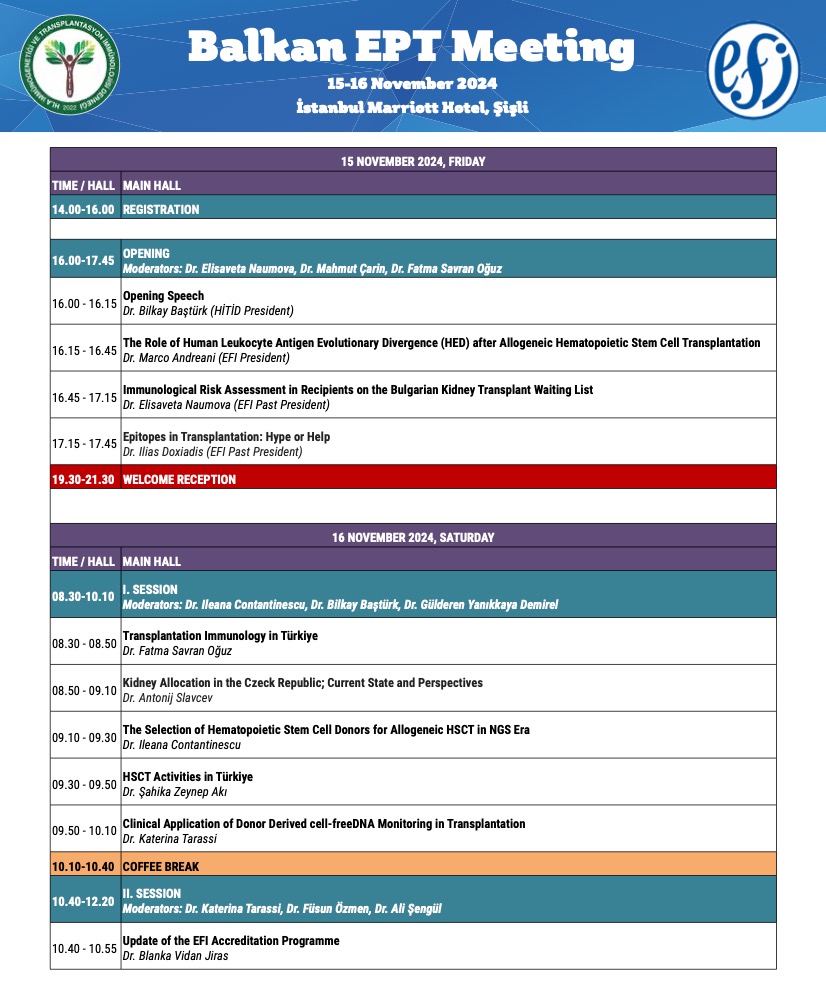 HLA İMMÜNOGENETİĞİ VE TRANSPLANTASYON İMMÜNOLOJİSİ DERNEĞİ
2022
Balkan EPT Meeting
efi
15-16 November 2024
İstanbul Marriott Hotel, Şişli
15 NOVEMBER 2024, FRIDAY
TIME / HALL MAIN HALL
14.00-16.00 REGISTRATION
16.00-17.45 OPENING
Moderators: Dr. Elisaveta Naumova, Dr. Mahmut Çarin, Dr. Fatma Savran Oğuz
16.00 - 16.15 Opening Speech
Dr. Bilkay Baştürk (HİTİD President)
16.15 - 16.45 The Role of Human Leukocyte Antigen Evolutionary Divergence (HED) after Allogeneic Hematopoietic Stem Cell Transplantation
Dr. Marco Andreani (EFI President)
16.45 - 17.15 Immunological Risk Assessment in Recipients on the Bulgarian Kidney Transplant Waiting List
Dr. Elisaveta Naumova (EFI Past President)
17.15 - 17.45 Epitopes in Transplantation: Hype or Help
Dr. Ilias Doxiadis (EFI Past President)
19.30-21.30 WELCOME RECEPTION
16 NOVEMBER 2024, SATURDAY
TIME / HALL MAIN HALL
08.30-10.10 I. SESSION
Moderators: Dr. Ileana Contantinescu, Dr. Bilkay Baştürk, Dr. Gülderen Yanıkkaya Demirel
08.30 - 08.50 Transplantation Immunology in Türkiye
Dr. Fatma Savran Oğuz
08.50 - 09.10 Kidney Allocation in the Czeck Republic; Current State and Perspectives
Dr. Antonij Slavcev
09.10 - 09.30 The Selection of Hematopoietic Stem Cell Donors for Allogeneic HSCT in NGS Era
Dr. Ileana Contantinescu
09.30 - 09.50 HSCT Activities in Türkiye
Dr. Şahika Zeynep Akı
09.50 - 10.10 Clinical Application of Donor Derived cell-freeDNA Monitoring in Transplantation
Dr. Katerina Tarassi
10.10-10.40 COFFEE BREAK
10.40-12.20 II. SESSION
Moderators: Dr. Katerina Tarassi, Dr. Füsun Özmen, Dr. Ali Şengül
10.40 - 10.55 Update of the EFI Accreditation Programme
Dr. Blanka Vidan Jiras